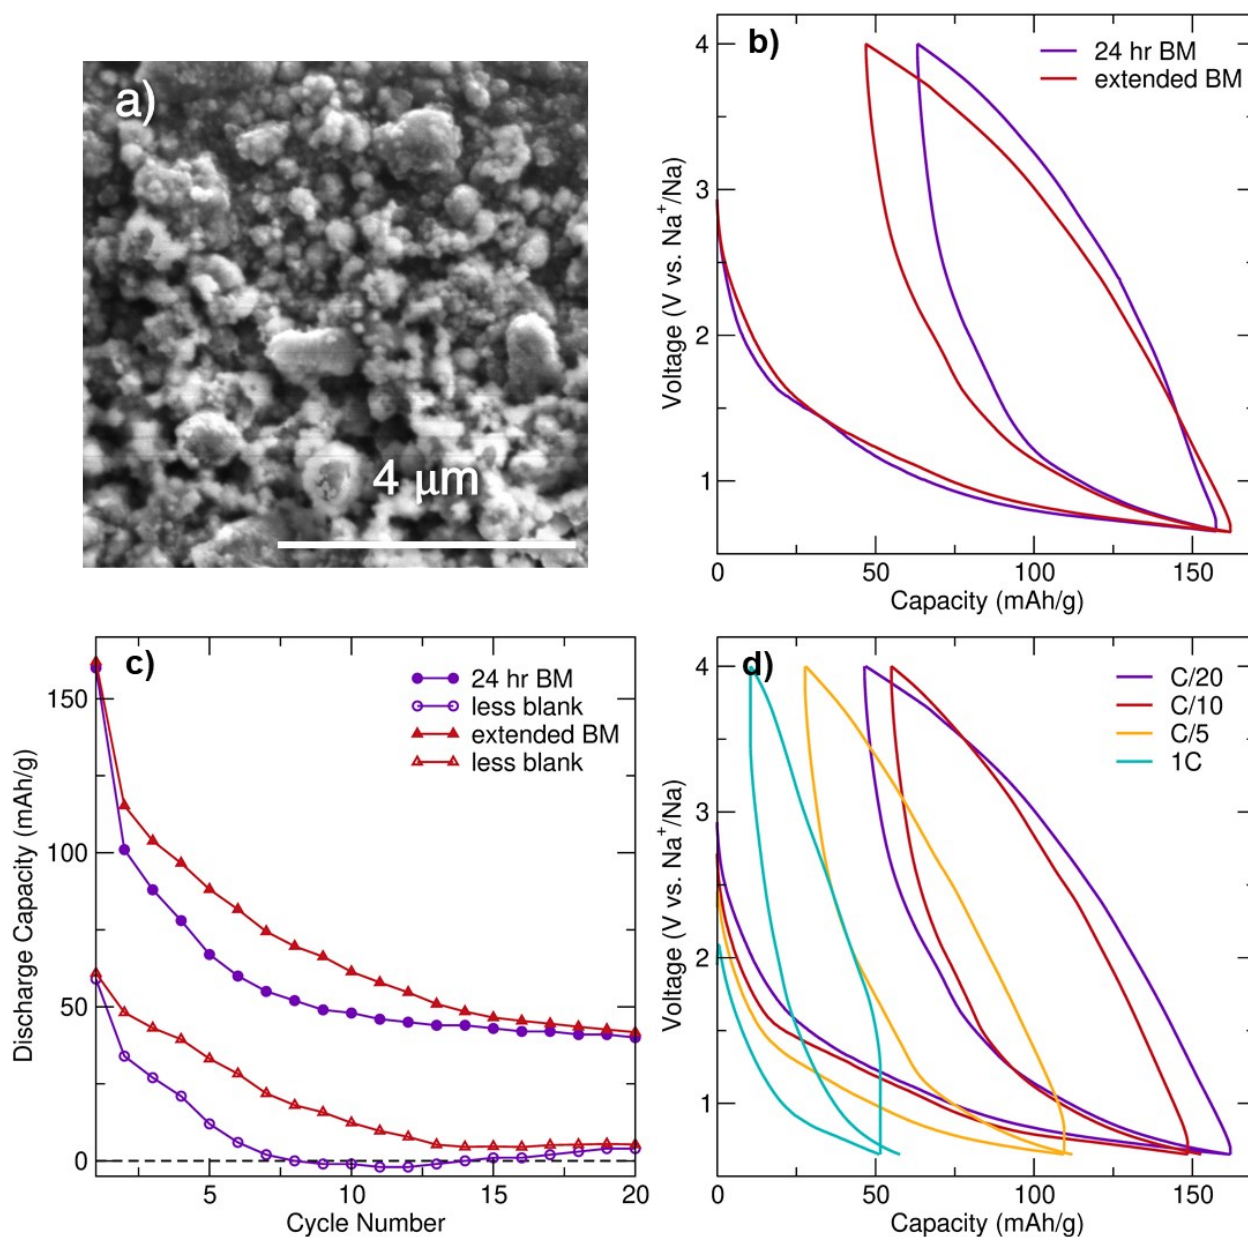 a)
4 μm
b)
24 hr BM
extended BM
4
3
2
1
Voltage (V vs. Na⁺/Na)
0
50
100
150
Capacity (mAh/g)
c)
24 hr BM
less blank
extended BM
less blank
150
100
50
0
Discharge Capacity (mAh/g)
5
10
15
20
Cycle Number
d)
C/20
C/10
C/5
1C
4
3
2
1
Voltage (V vs. Na⁺/Na)
0
50
100
150
Capacity (mAh/g)